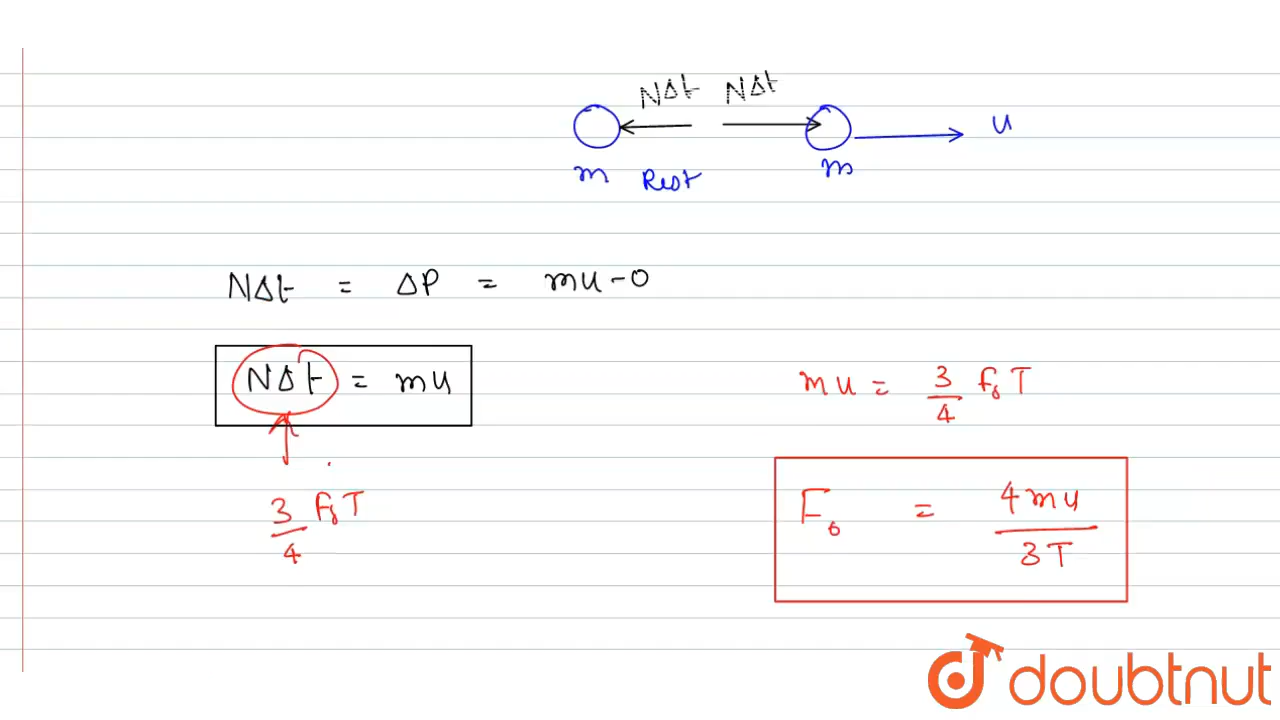 NΔt NΔt
u
m Rest m
NΔt = ΔP = mu-0
NΔt = mu
mu = 3/4 F₀T
3/4 F₀T
F₀ = 4mu/3T
doubtnut